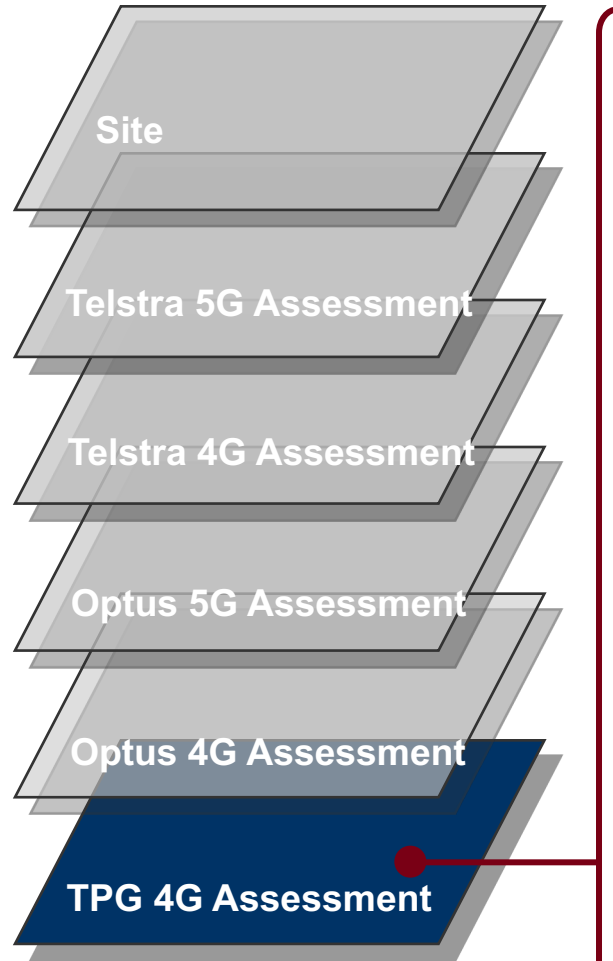 Site
Telstra 5G Assessment
Telstra 4G Assessment
Optus 5G Assessment
Optus 4G Assessment
TPG 4G Assessment